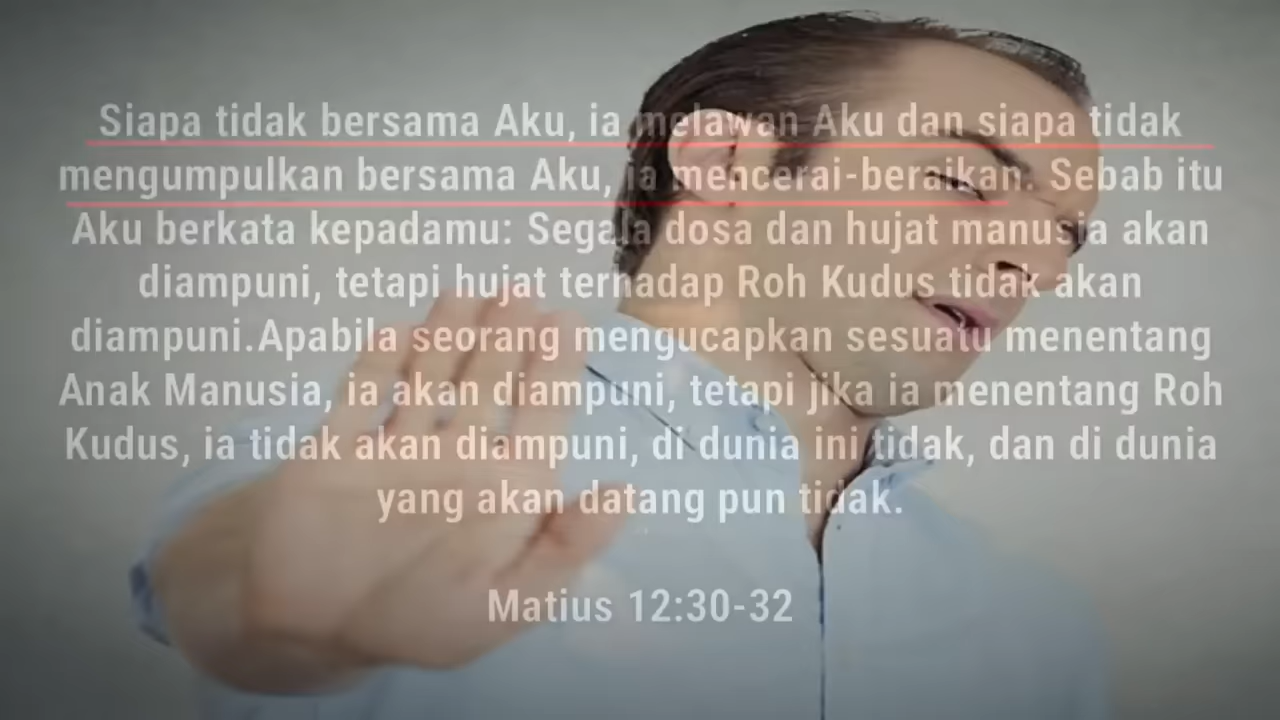 Siapa tidak bersama Aku, ia melawan Aku dan siapa tidak
mengumpulkan bersama Aku, ia mencerai-beraikan. Sebab itu
Aku berkata kepadamu: Segala dosa dan hujat manusia akan
diampuni, tetapi hujat terhadap Roh Kudus tidak akan
diampuni.Apabila seorang mengucapkan sesuatu menentang
Anak Manusia, ia akan diampuni, tetapi jika ia menentang Roh
Kudus, ia tidak akan diampuni, di dunia ini tidak, dan di dunia
yang akan datang pun tidak.
Matius 12:30-32